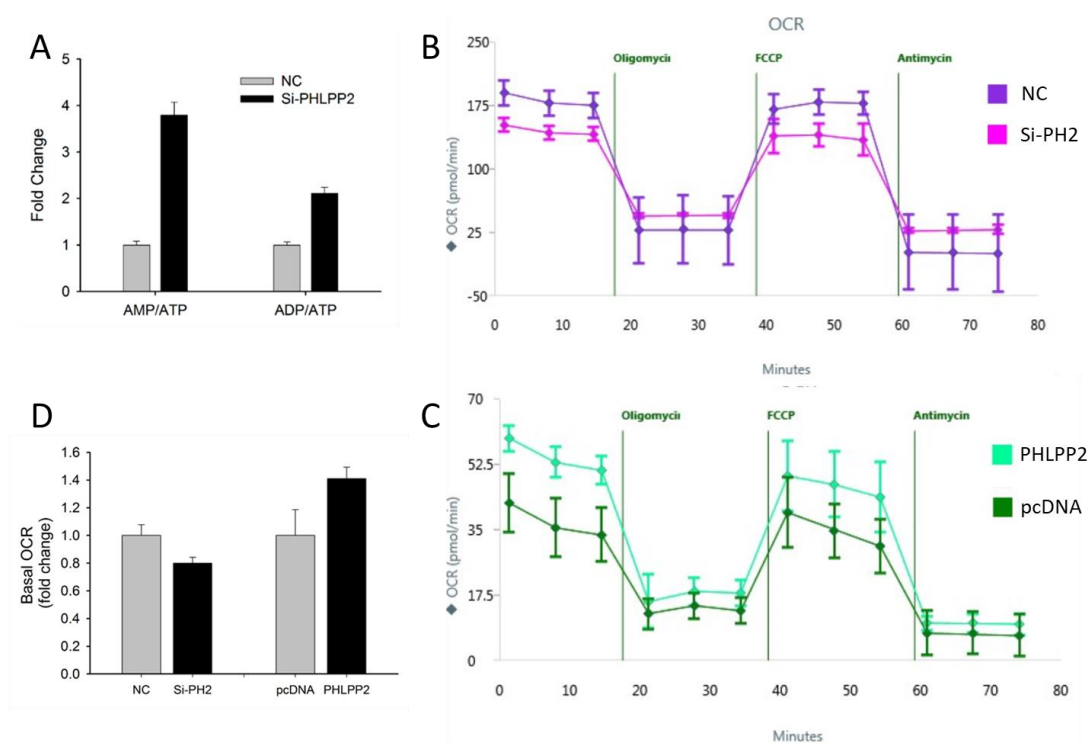 A
5
4
3
2
1
0
Fold Change
NC
Si-PHLPP2
AMP/ATP
ADP/ATP
B
OCR
250
175
100
25
-50
OCR (pmol/min)
Oligomycii
FCCP
Antimycin
NC
Si-PH2
0 10 20 30 40 50 60 70 80
Minutes
D
1.6
1.4
1.2
1.0
0.8
0.6
0.4
0.2
0.0
Basal OCR
(fold change)
NC Si-PH2 pcDNA PHLPP2
C
70
52.5
35
17.5
0
OCR (pmol/min)
Oligomycii
FCCP
Antimycin
PHLPP2
pcDNA
0 10 20 30 40 50 60 70 80
Minutes